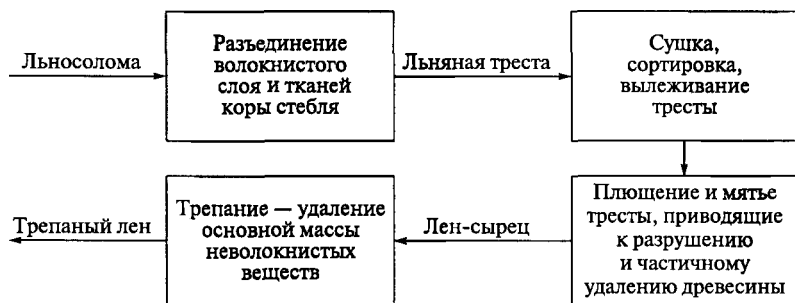 Льносолома
Разъединение
волокнистого
слоя и тканей
коры стебля
Льняная треста
Сушка,
сортировка,
вылеживание
тресты
Плющение и мятье
тресты, приводящие
к разрушению
и частичному
удалению древесины
Лен-сырец
Трепание — удаление
основной массы
неволокнистых
веществ
Трепаный лен